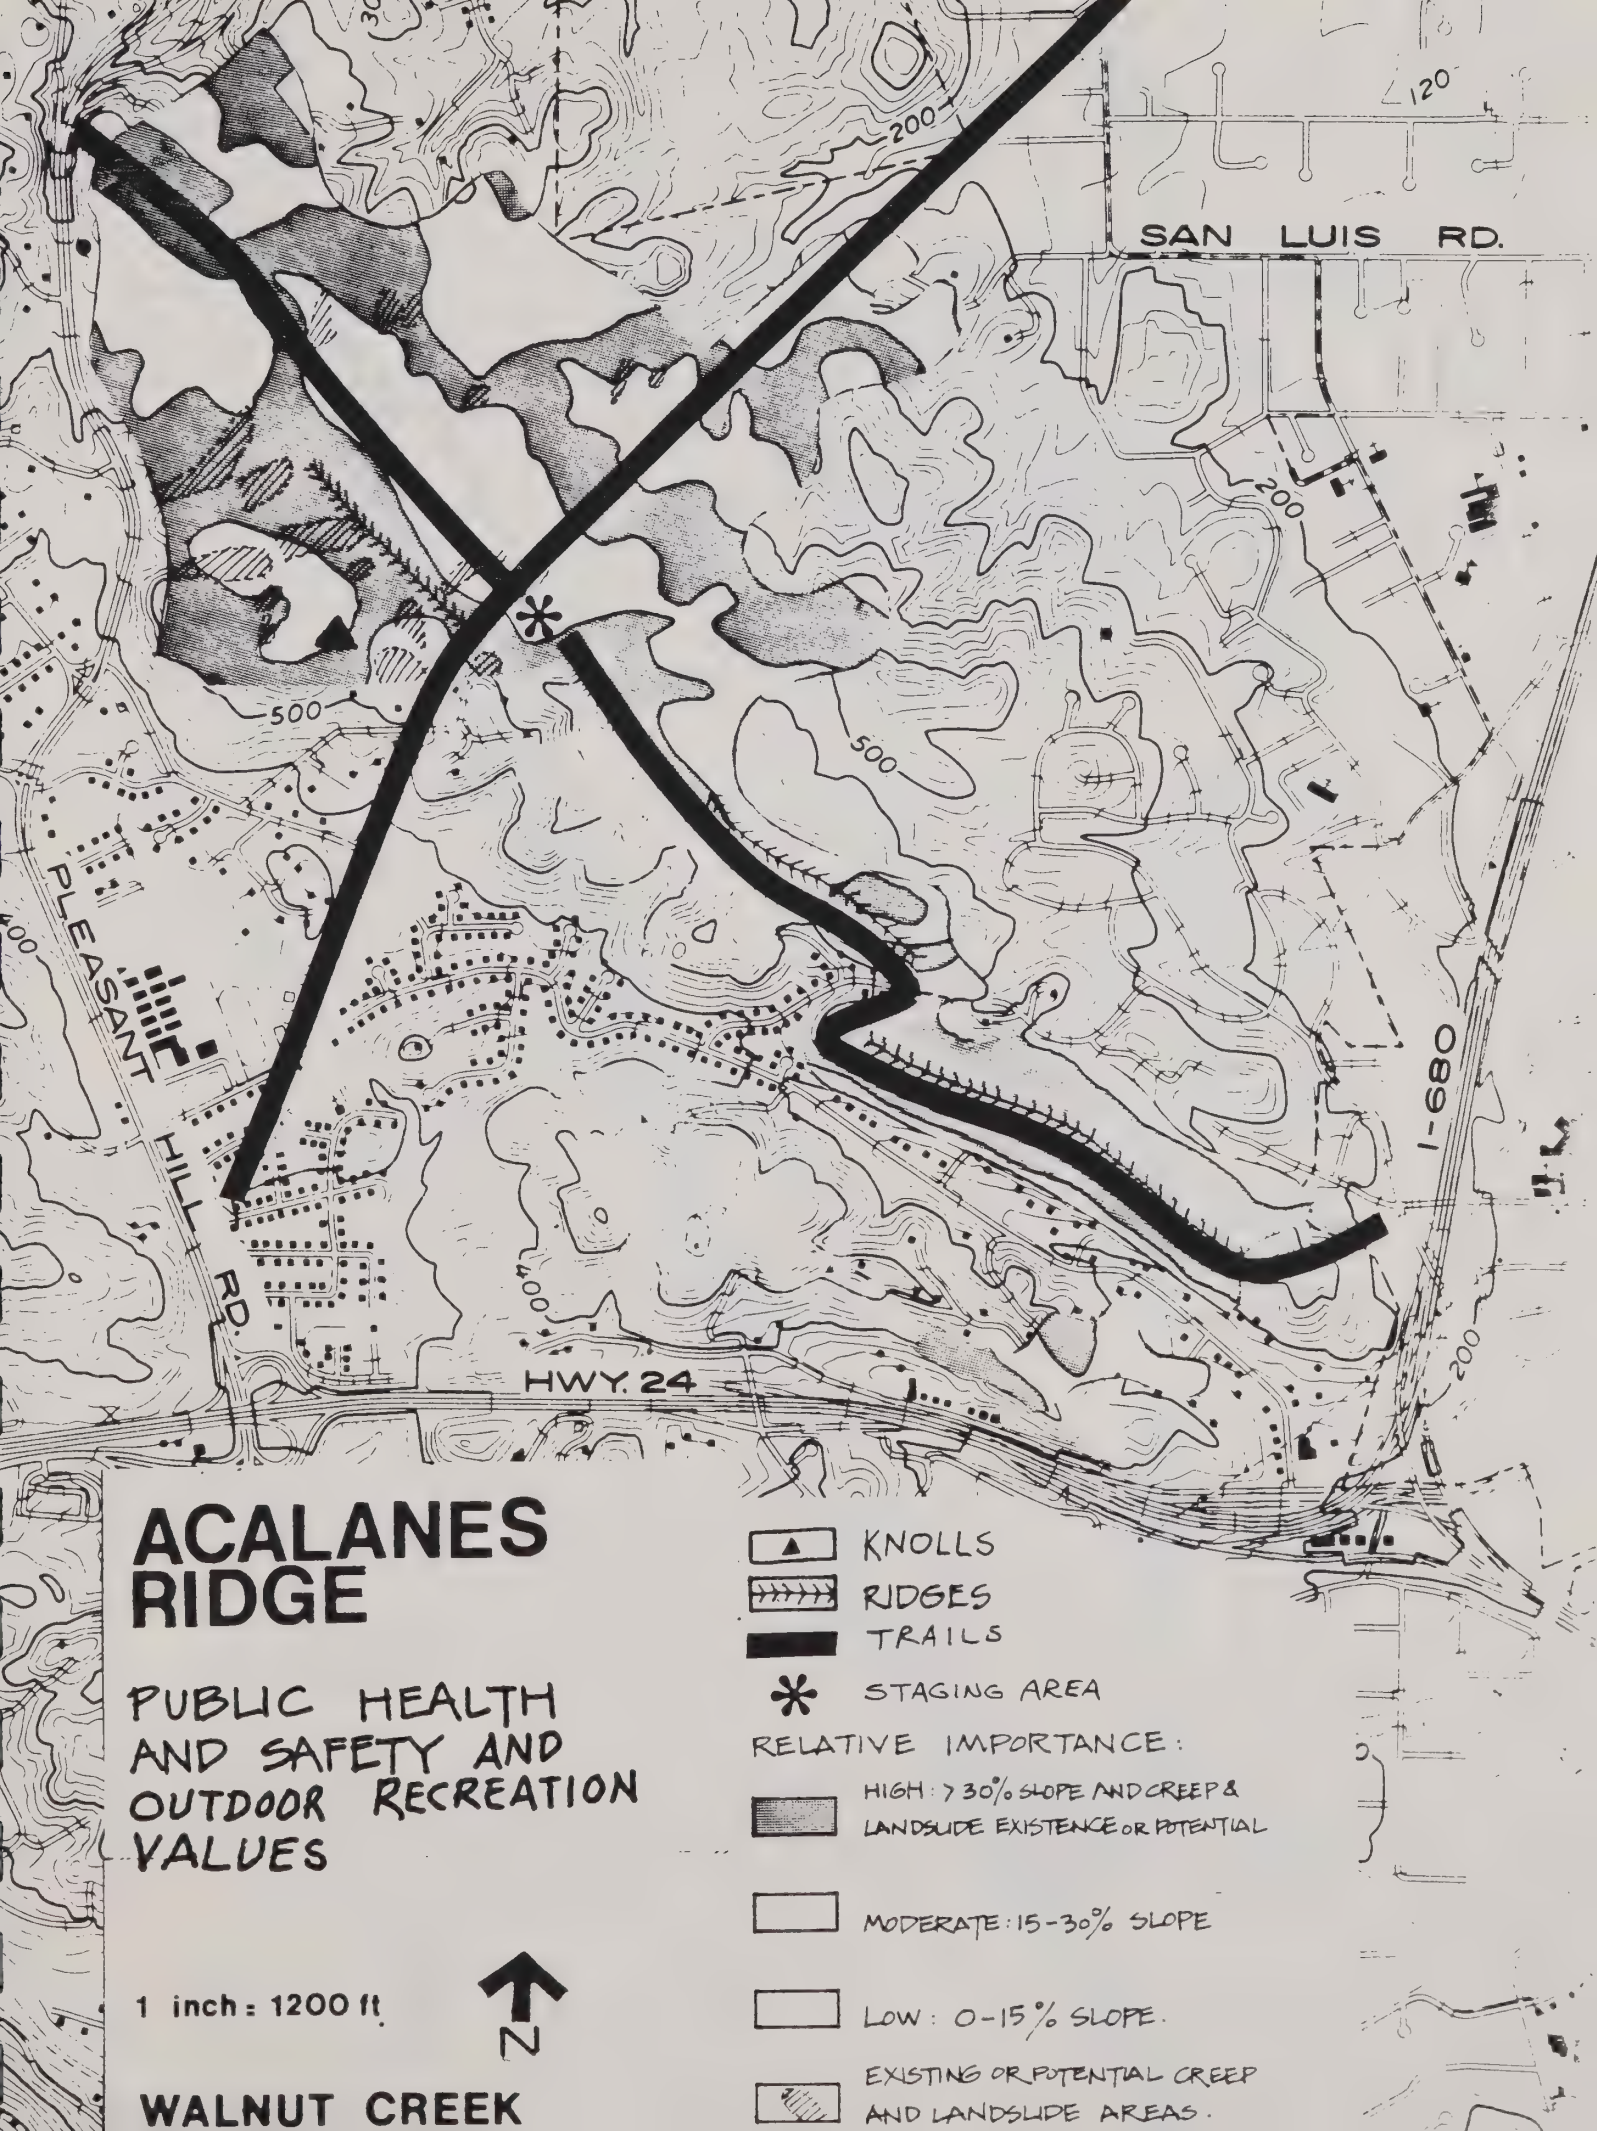 30
200
120
SAN LUIS RD.
200
500
500
PLEASANT HILL RD.
400
I-680
400
HWY. 24
200
ACALANES
RIDGE
PUBLIC HEALTH
AND SAFETY AND
OUTDOOR RECREATION
VALUES
1 inch = 1200 ft.
N
WALNUT CREEK
KNOLLS
RIDGES
TRAILS
STAGING AREA
RELATIVE IMPORTANCE:
HIGH: > 30% SLOPE AND CREEP &
LANDSLIDE EXISTENCE OR POTENTIAL
MODERATE: 15-30% SLOPE
LOW: 0-15% SLOPE.
EXISTING OR POTENTIAL CREEP
AND LANDSLIDE AREAS.